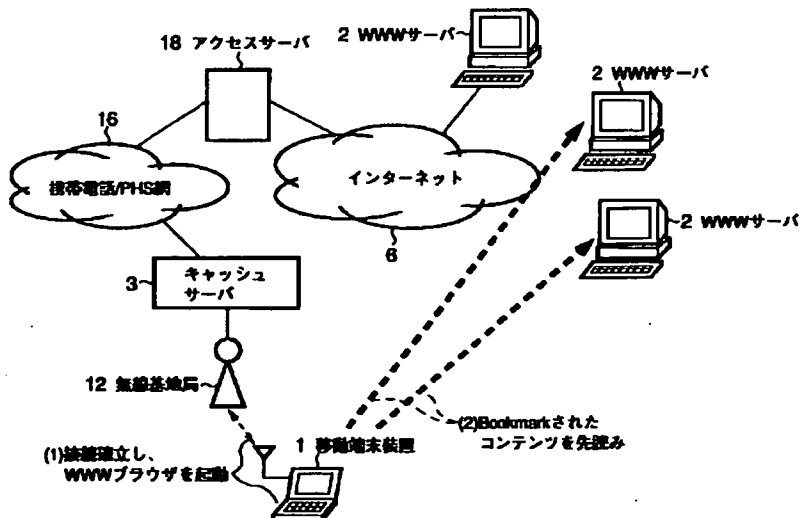 18 アクセスサーバ
2 WWWサーバ
2 WWWサーバ
16
携帯電話/PHS網
インターネット
2 WWWサーバ
6
3
キャッシュ
サーバ
12 無線基地局
(2)Bookmarkされた
コンテンツを先読み
1 移動端末装置
(1)接続確立し、
WWWブラウザを起動